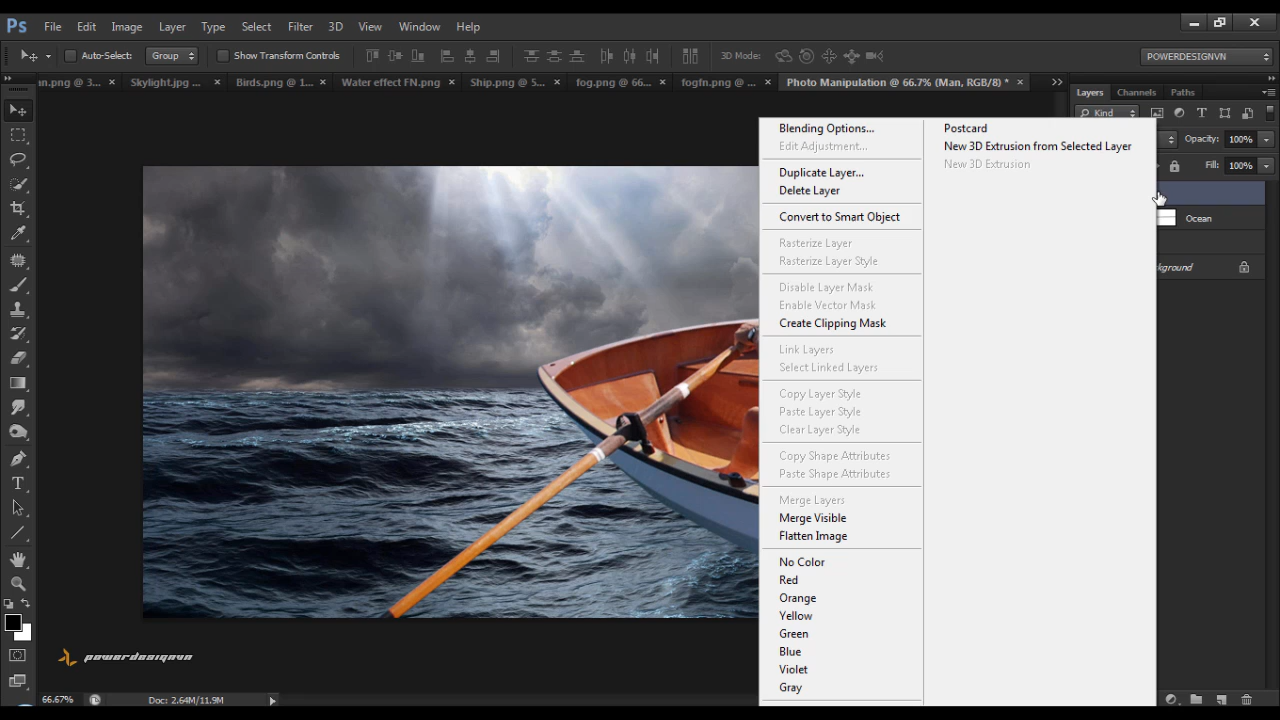 Ps File Edit Image Layer Type Select Filter 3D View Window Help
Auto-Select: Group Show Transform Controls 3D Mode: POWERDESIGNVN
an.png @ 3... Skylight.jpg ... Birds.png @ 1... Water effect FN.png Ship.png @ 5... fog.png @ 66... fogfn.png @ ... Photo Manipulation @ 66.7% (Man, RGB/8) *
Layers Channels Paths
Kind
Opacity: 100%
Fill: 100%
Ocean
kground
Blending Options...
Edit Adjustment...
Duplicate Layer...
Delete Layer
Convert to Smart Object
Rasterize Layer
Rasterize Layer Style
Disable Layer Mask
Enable Vector Mask
Create Clipping Mask
Link Layers
Select Linked Layers
Copy Layer Style
Paste Layer Style
Clear Layer Style
Copy Shape Attributes
Paste Shape Attributes
Merge Layers
Merge Visible
Flatten Image
No Color
Red
Orange
Yellow
Green
Blue
Violet
Gray
Postcard
New 3D Extrusion from Selected Layer
New 3D Extrusion
powerdesignvn
66.67% Doc: 2.64M/11.9M